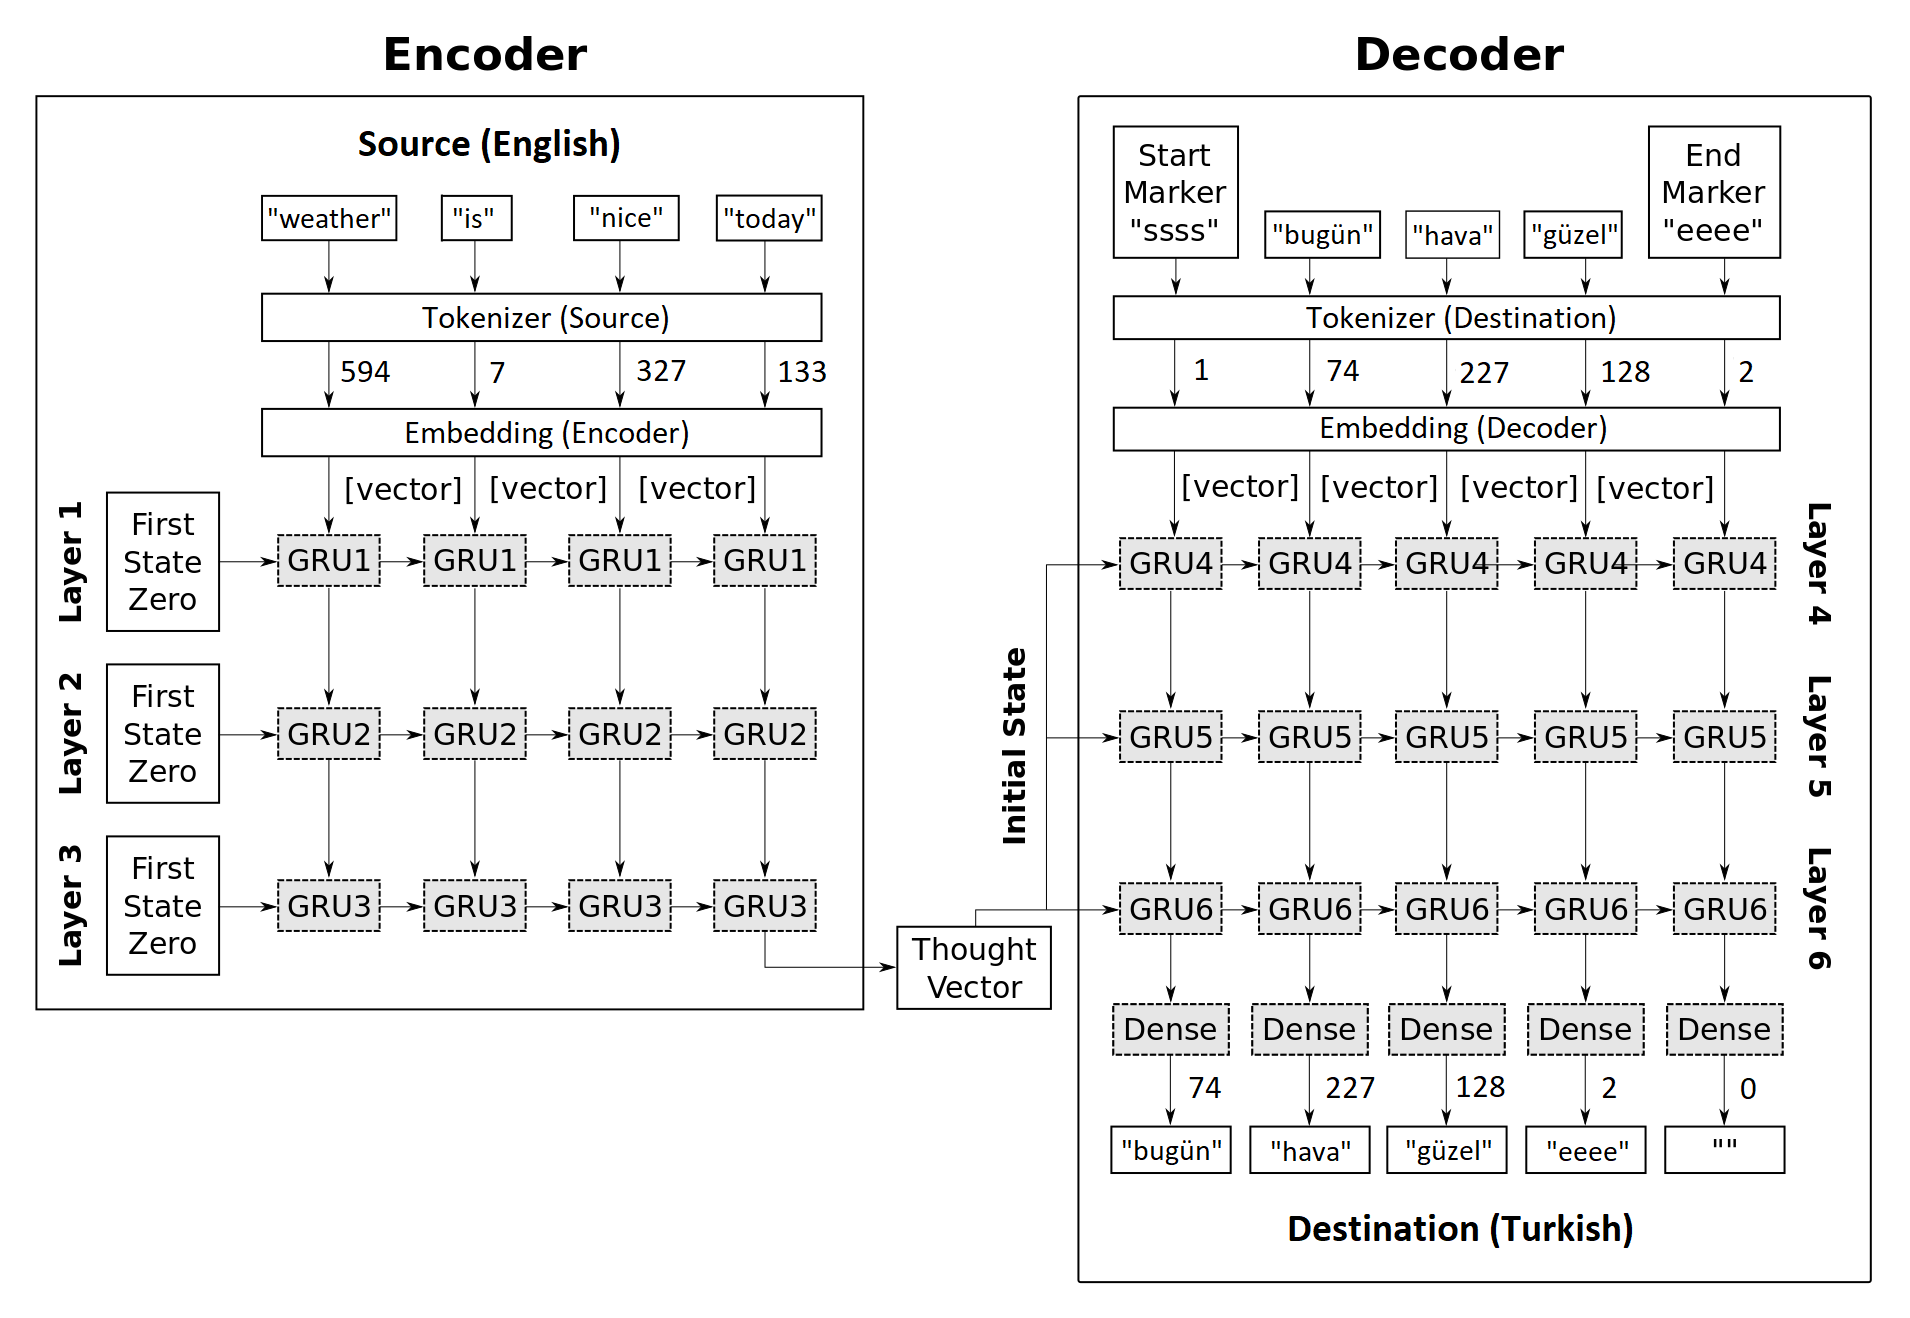 Encoder
Source (English)
"weather" "is" "nice" "today"
Tokenizer (Source)
594 7 327 133
Embedding (Encoder)
[vector] [vector] [vector]
Layer 1
First
State
Zero
GRU1 GRU1 GRU1 GRU1
Layer 2
First
State
Zero
GRU2 GRU2 GRU2 GRU2
Layer 3
First
State
Zero
GRU3 GRU3 GRU3 GRU3
Thought
Vector
Initial State
Decoder
Start
Marker
"ssss"
"bugün" "hava" "güzel"
End
Marker
"eeee"
Tokenizer (Destination)
1 74 227 128 2
Embedding (Decoder)
[vector] [vector] [vector] [vector]
GRU4 GRU4 GRU4 GRU4 GRU4
Layer 4
GRU5 GRU5 GRU5 GRU5 GRU5
Layer 5
GRU6 GRU6 GRU6 GRU6 GRU6
Layer 6
Dense Dense Dense Dense Dense
74 227 128 2 0
"bugün" "hava" "güzel" "eeee" ""
Destination (Turkish)